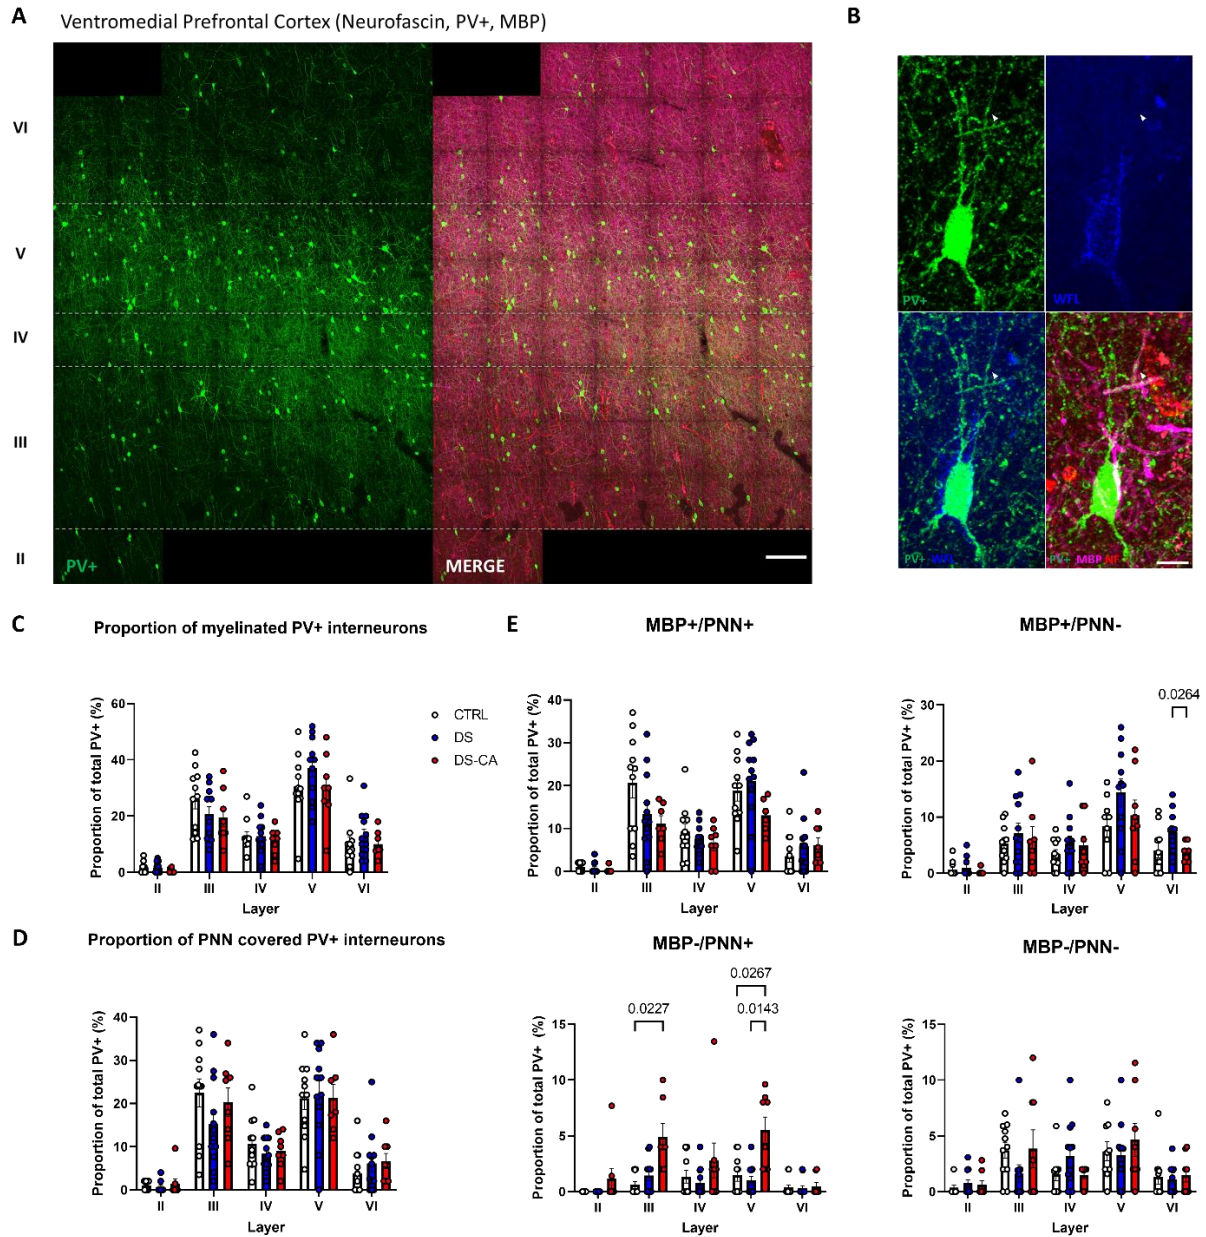 A
Ventromedial Prefrontal Cortex (Neurofascin, PV+, MBP)
VI
V
IV
III
II
PV+
MERGE
B
PV+
WFL
PV+ WFL
PV+ MBP NF
C
Proportion of myelinated PV+ interneurons
Proportion of total PV+ (%)
60
40
20
0
II III IV V VI
Layer
CTRL
DS
DS-CA
D
Proportion of PNN covered PV+ interneurons
Proportion of total PV+ (%)
40
30
20
10
0
II III IV V VI
Layer
E
MBP+/PNN+
Proportion of total PV+ (%)
40
30
20
10
0
II III IV V VI
Layer
MBP+/PNN-
Proportion of total PV+ (%)
30
20
10
0
0.0264
II III IV V VI
Layer
MBP-/PNN+
Proportion of total PV+ (%)
15
10
5
0
0.0227
0.0267
0.0143
II III IV V VI
Layer
MBP-/PNN-
Proportion of total PV+ (%)
15
10
5
0
II III IV V VI
Layer